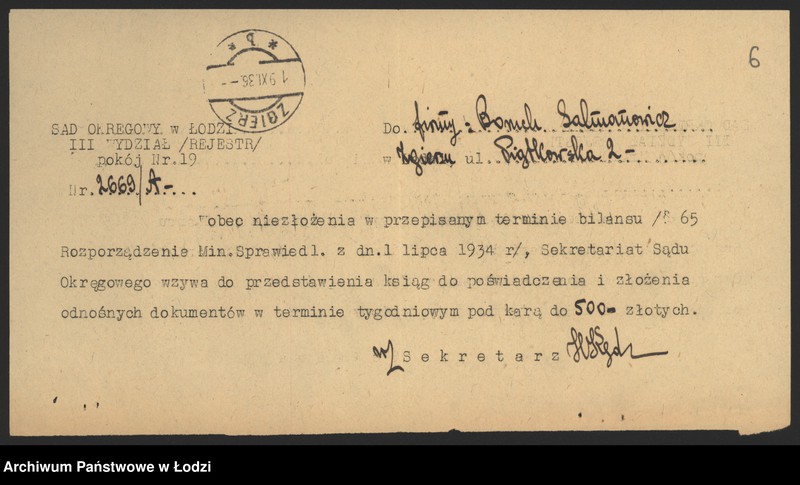 6
ZGIERZ
19 XI.36.--
* b *
SĄD OKRĘGOWY w ŁODZI
III WYDZIAŁ /REJESTR/
pokój Nr.19
Nr. 2669/A-...
Do firmy: Boruch Salmanowicz
w Zgierzu ul. Piątkowska 2-
Wobec niezłożenia w przepisanym terminie bilansu /§ 65
Rozporządzenie Min.Sprawiedl. z dn.1 lipca 1934 r/, Sekretariat Sądu
Okręgowego wzywa do przedstawienia ksiąg do poświadczenia i złożenia
odnośnych dokumentów w terminie tygodniowym pod karą do 500- złotych.
Sekretarz
Archiwum Państwowe w Łodzi